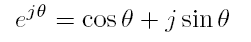 e^{jθ} = cos θ + j sin θ